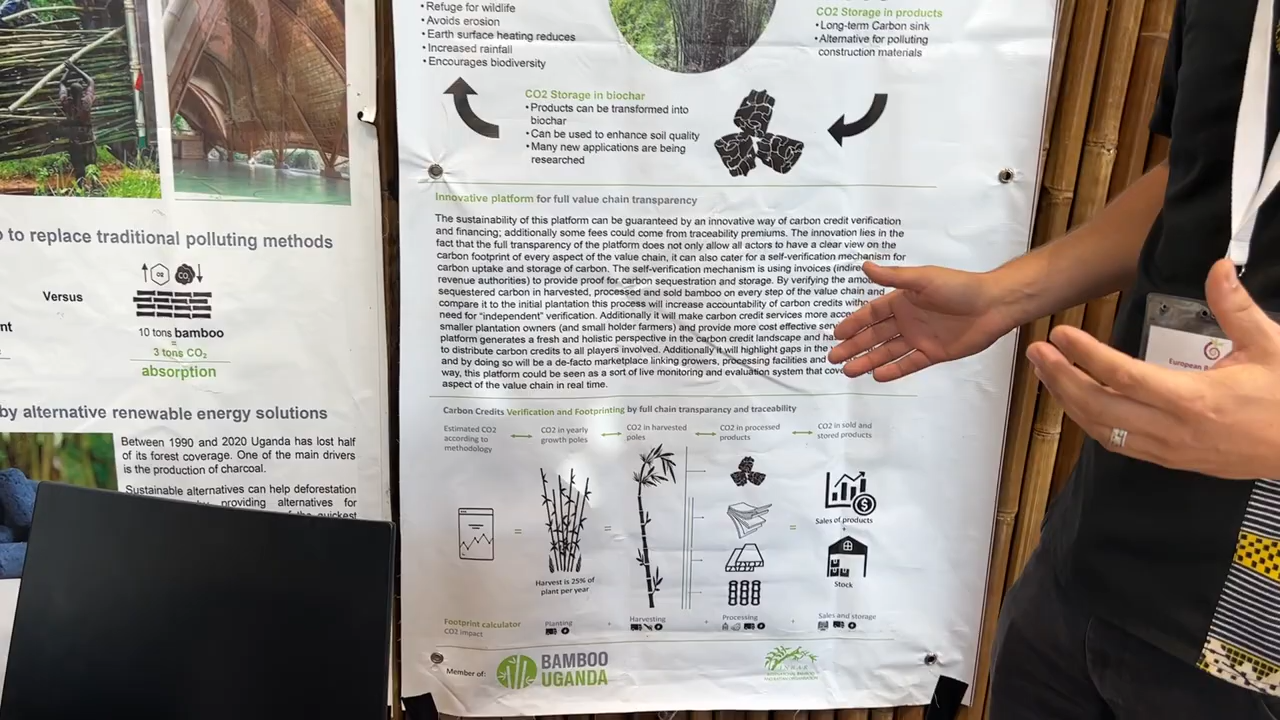 o to replace traditional polluting methods
Versus
nt
10 tons bamboo
=
3 tons CO₂
absorption
by alternative renewable energy solutions
Between 1990 and 2020 Uganda has lost half
of its forest coverage. One of the main drivers
is the production of charcoal.
Sustainable alternatives can help deforestation
providing alternatives for
quickest
• Refuge for wildlife
• Avoids erosion
• Earth surface heating reduces
• Increased rainfall
• Encourages biodiversity
CO2 Storage in products
• Long-term Carbon sink
• Alternative for polluting
construction materials
CO2 Storage in biochar
• Products can be transformed into
biochar
• Can be used to enhance soil quality
• Many new applications are being
researched
Innovative platform for full value chain transparency
The sustainability of this platform can be guaranteed by an innovative way of carbon credit verification
and financing; additionally some fees could come from traceability premiums. The innovation lies in the
fact that the full transparency of the platform does not only allow all actors to have a clear view on the
carbon footprint of every aspect of the value chain, it can also cater for a self-verification mechanism for
carbon uptake and storage of carbon. The self-verification mechanism is using invoices
revenue authorities) to provide proof for carbon sequestration and storage. By verifying the
sequestered carbon in harvested, processed and sold bamboo on every step of the value chain and
compare it to the initial plantation this process will increase accountability of carbon credits
need for "independent" verification. Additionally it will make carbon credit services more
smaller plantation owners (and small holder farmers) and provide more cost effective
platform generates a fresh and holistic perspective in the carbon credit landscape and
to distribute carbon credits to all players involved. Additionally it will highlight gaps in the
and by doing so will be a de-facto marketplace linking growers, processing facilities and
way, this platform could be seen as a sort of live monitoring and evaluation system that
aspect of the value chain in real time.
Carbon Credits Verification and Footprinting by full chain transparancy and traceability
Estimated CO2
according to
methodology
CO2 in yearly
growth poles
CO2 in harvested
poles
CO2 in processed
products
CO2 in sold and
stored products
= = =
Sales of products
+
Stock
Harvest is 25% of
plant per year
Footprint calculator
CO2 impact
Planting + Harvesting + Processing + Sales and storage
Member of:
BAMBOO
UGANDA
European